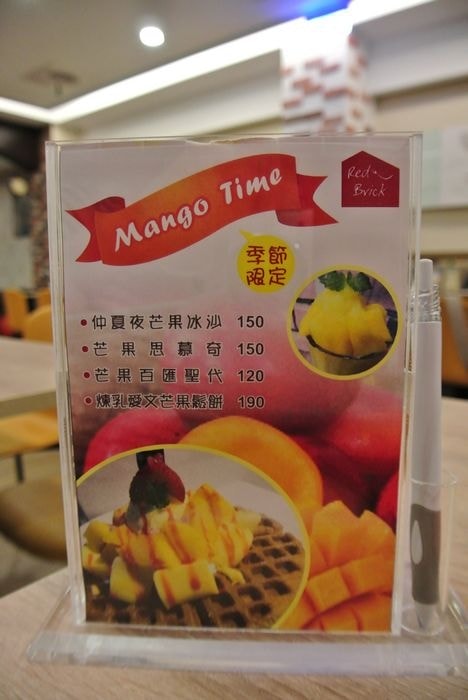 Mango Time
Red
Brick
季節
限定
•仲夏夜芒果冰沙 150
•芒果思慕奇 150
•芒果百匯聖代 120
•煉乳愛文芒果鬆餅 190